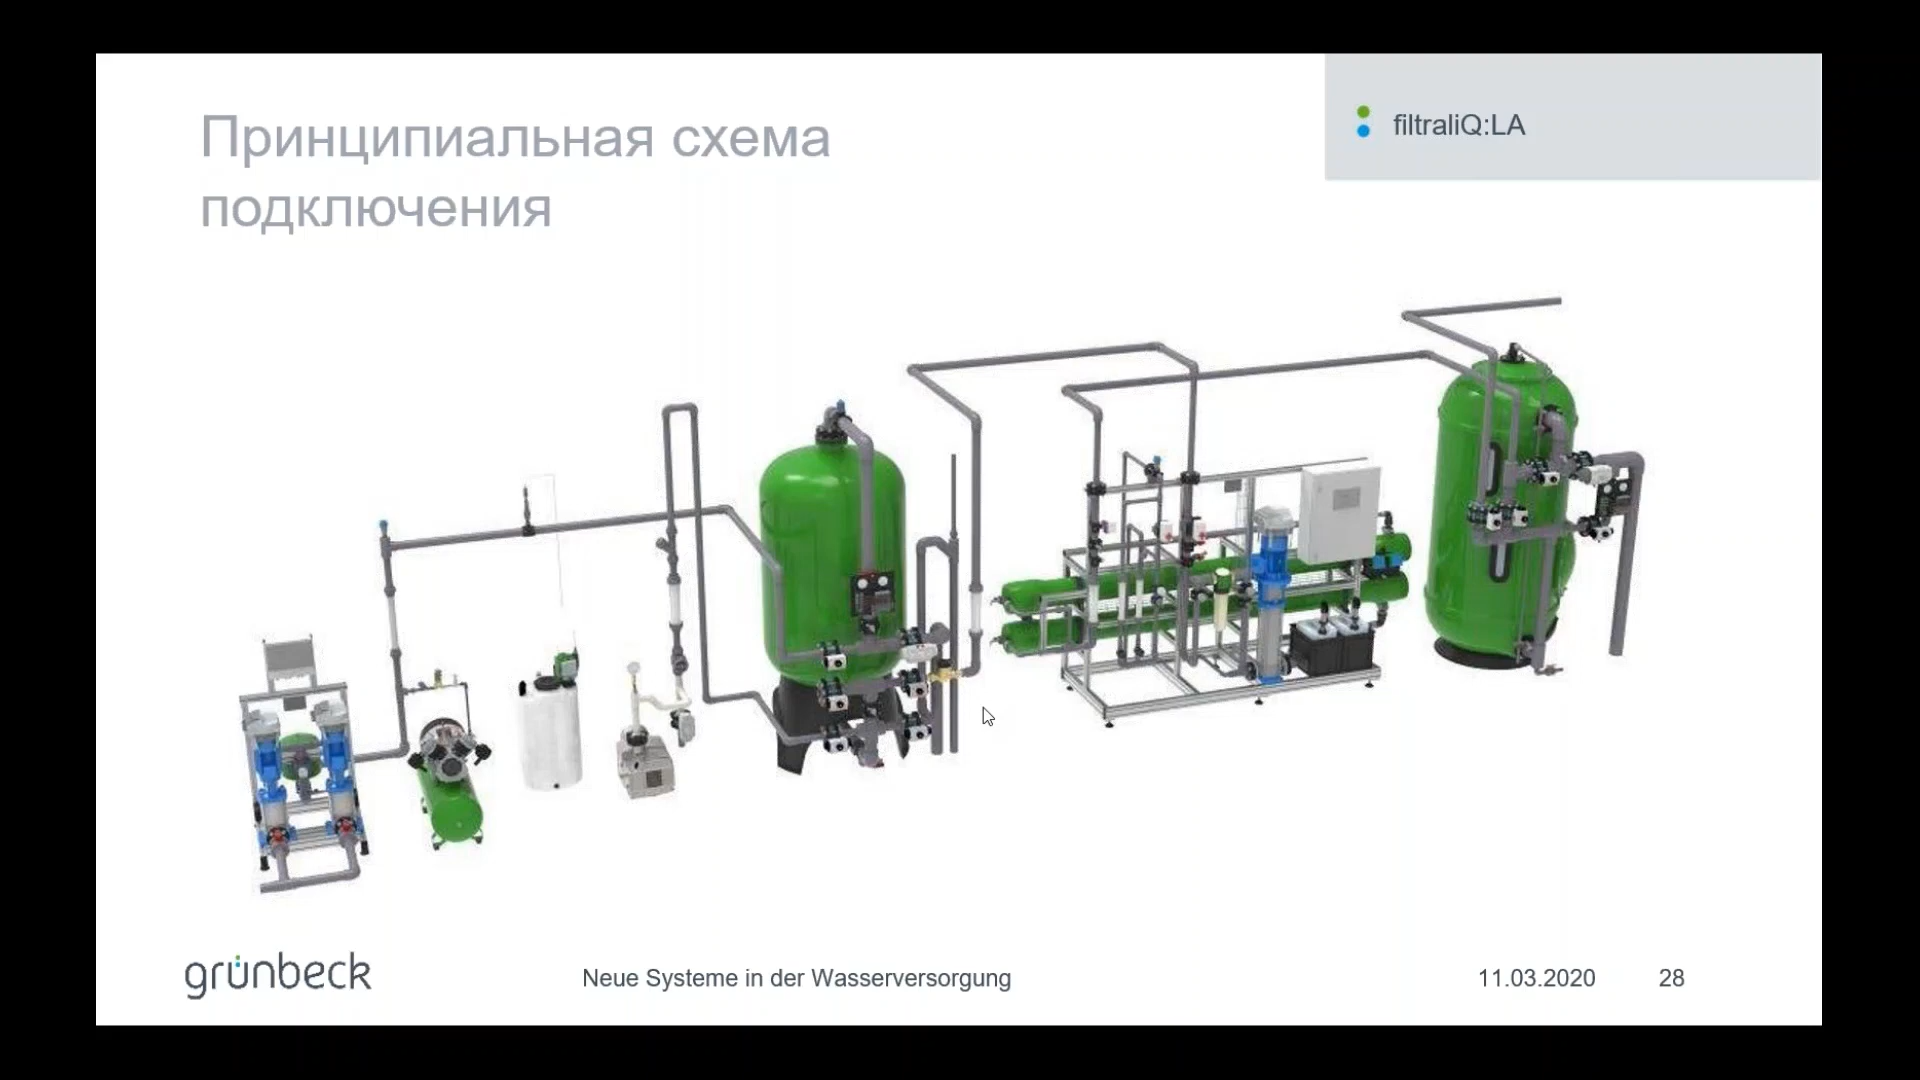 Принципиальная схема
подключения
filtraliQ:LA
grünbeck
Neue Systeme in der Wasserversorgung
11.03.2020
28